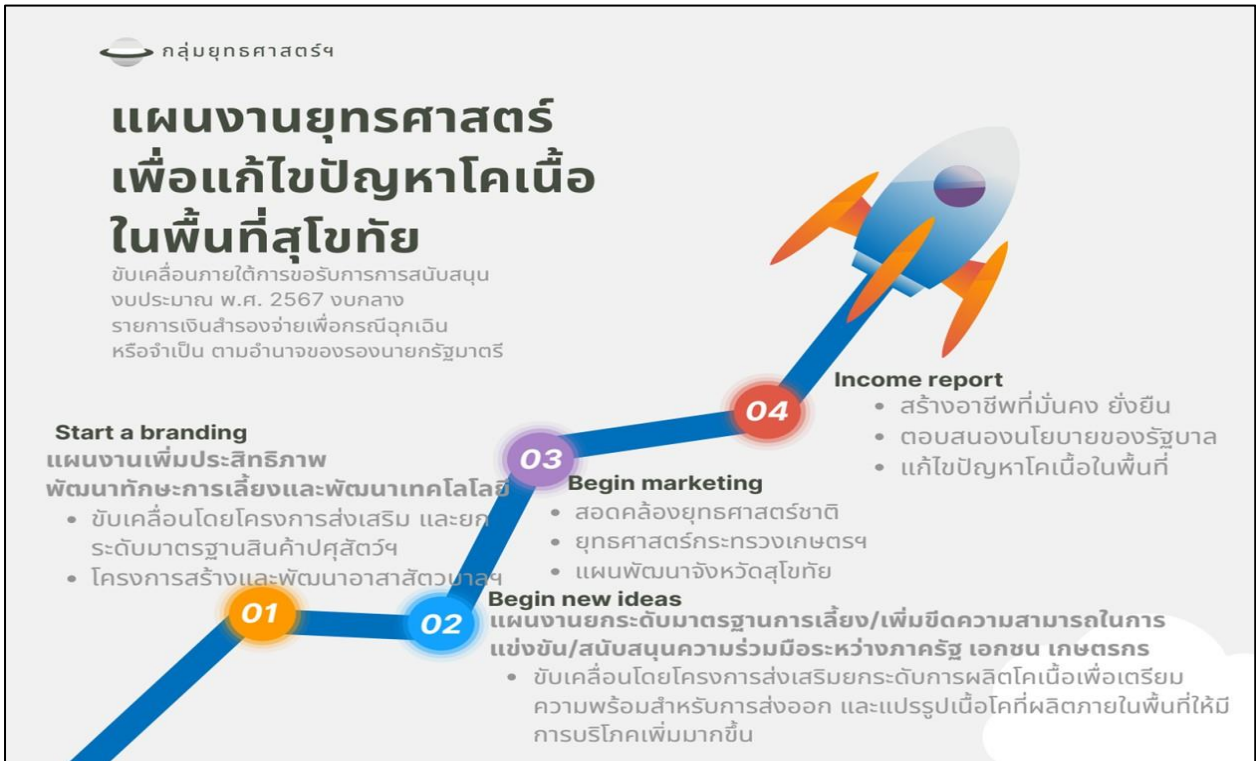 กลุ่มยุทธศาสตร์ฯ
แผนงานยุทรศาสตร์
เพื่อแก้ไขปัญหาโคเนื้อ
ในพื้นที่สุโขทัย
ขับเคลื่อนภายใต้การขอรับการการสนับสนุน
งบประมาณ พ.ศ. 2567 งบกลาง
รายการเงินสำรองจ่ายเพื่อกรณีฉุกเฉิน
หรือจำเป็น ตามอำนาจของรองนายกรัฐมาตรี
Start a branding
แผนงานเพิ่มประสิทธิภาพ
พัฒนาทักษะการเลี้ยงและพัฒนาเทคโลโลยี
• ขับเคลื่อนโดยโครงการส่งเสริม และยก
ระดับมาตรฐานสินค้าปศุสัตว์ฯ
• โครงการสร้างและพัฒนาอาสาสัตวบาลฯ
01
02
Begin new ideas
แผนงานยกระดับมาตรฐานการเลี้ยง/เพิ่มขีดความสามารถในการ
แข่งขัน/สนับสนุนความร่วมมือระหว่างภาครัฐ เอกชน เกษตรกร
• ขับเคลื่อนโดยโครงการส่งเสริมยกระดับการผลิตโคเนื้อเพื่อเตรียม
ความพร้อมสำหรับการส่งออก และแปรรูปเนื้อโคที่ผลิตภายในพื้นที่ให้มี
การบริโภคเพิ่มมากขึ้น
03
Begin marketing
• สอดคล้องยุทธศาสตร์ชาติ
• ยุทธศาสตร์กระทรวงเกษตรฯ
• แผนพัฒนาจังหวัดสุโขทัย
04
Income report
• สร้างอาชีพที่มั่นคง ยั่งยืน
• ตอบสนองนโยบายของรัฐบาล
• แก้ไขปัญหาโคเนื้อในพื้นที่